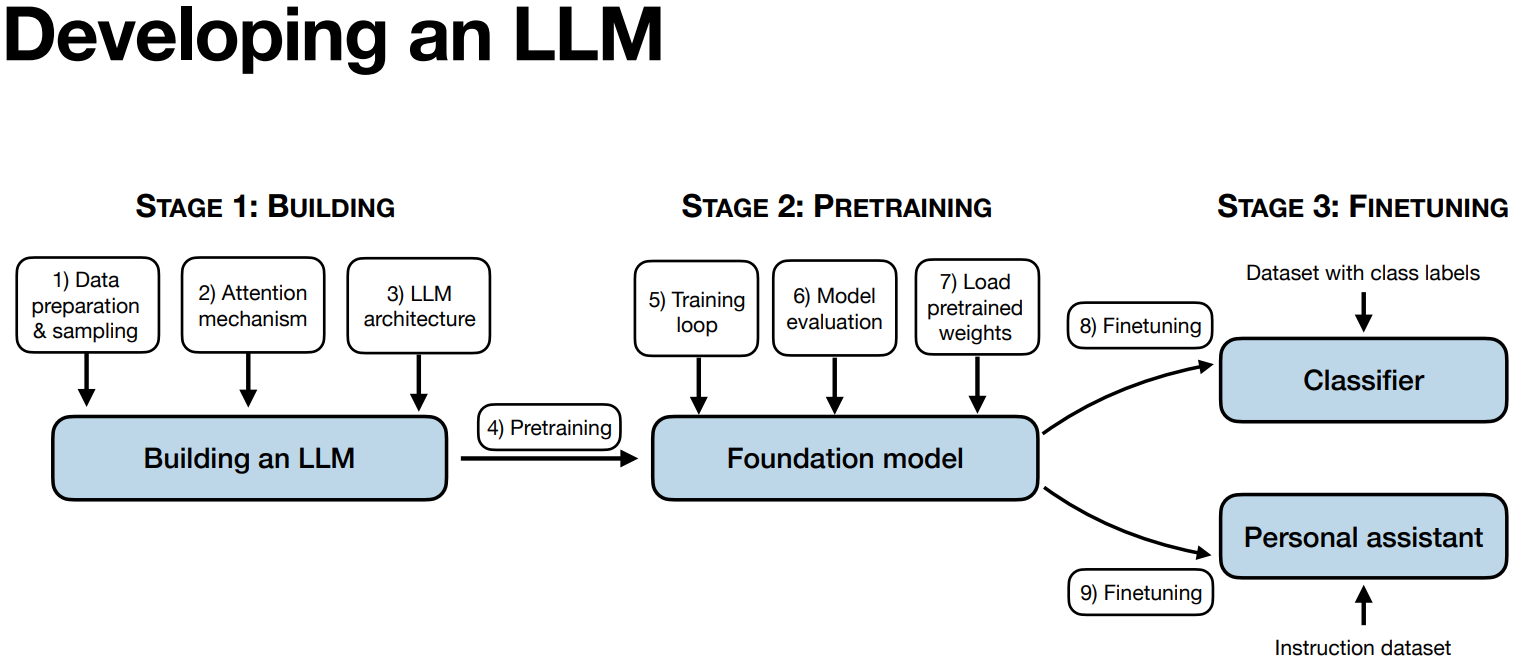 Developing an LLM
STAGE 1: BUILDING
1) Data
preparation
& sampling
2) Attention
mechanism
3) LLM
architecture
Building an LLM
4) Pretraining
STAGE 2: PRETRAINING
5) Training
loop
6) Model
evaluation
7) Load
pretrained
weights
Foundation model
STAGE 3: FINETUNING
Dataset with class labels
8) Finetuning
Classifier
Personal assistant
9) Finetuning
Instruction dataset